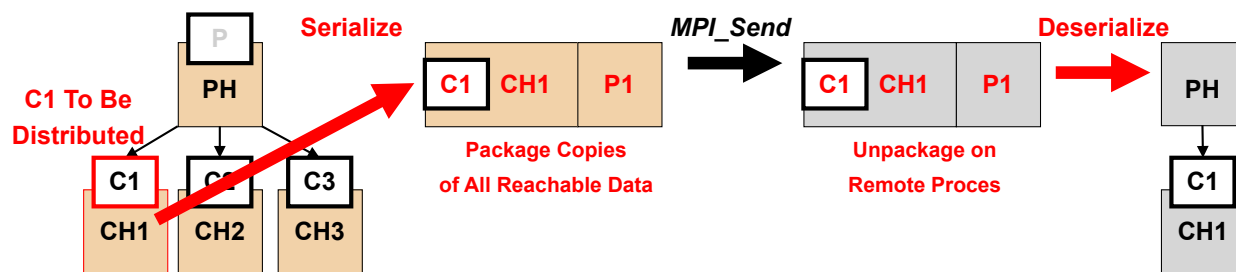 P
PH
C1 To Be
Distributed
C1
C2
C3
CH1
CH2
CH3
Serialize
C1
CH1
P1
Package Copies
of All Reachable Data
MPI_Send
C1
CH1
P1
Unpackage on
Remote Proces
Deserialize
PH
C1
CH1